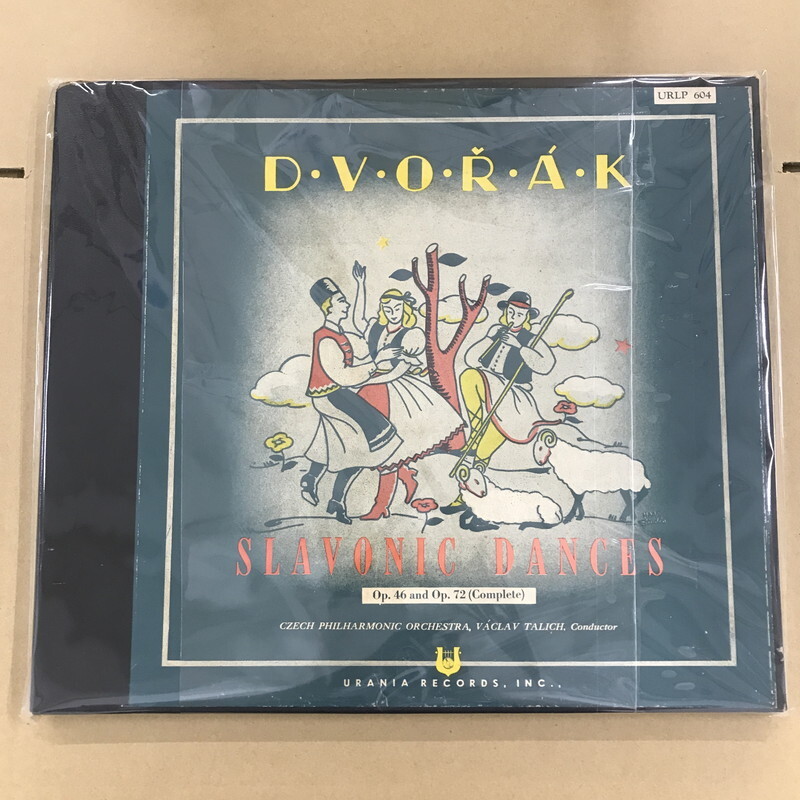 URLP 604
D·V·O·Ř·Á·K
SLAVONIC DANCES
Op. 46 and Op. 72 (Complete)
CZECH PHILHARMONIC ORCHESTRA, VÁCLAV TALICH, Conductor
URANIA RECORDS, INC.,